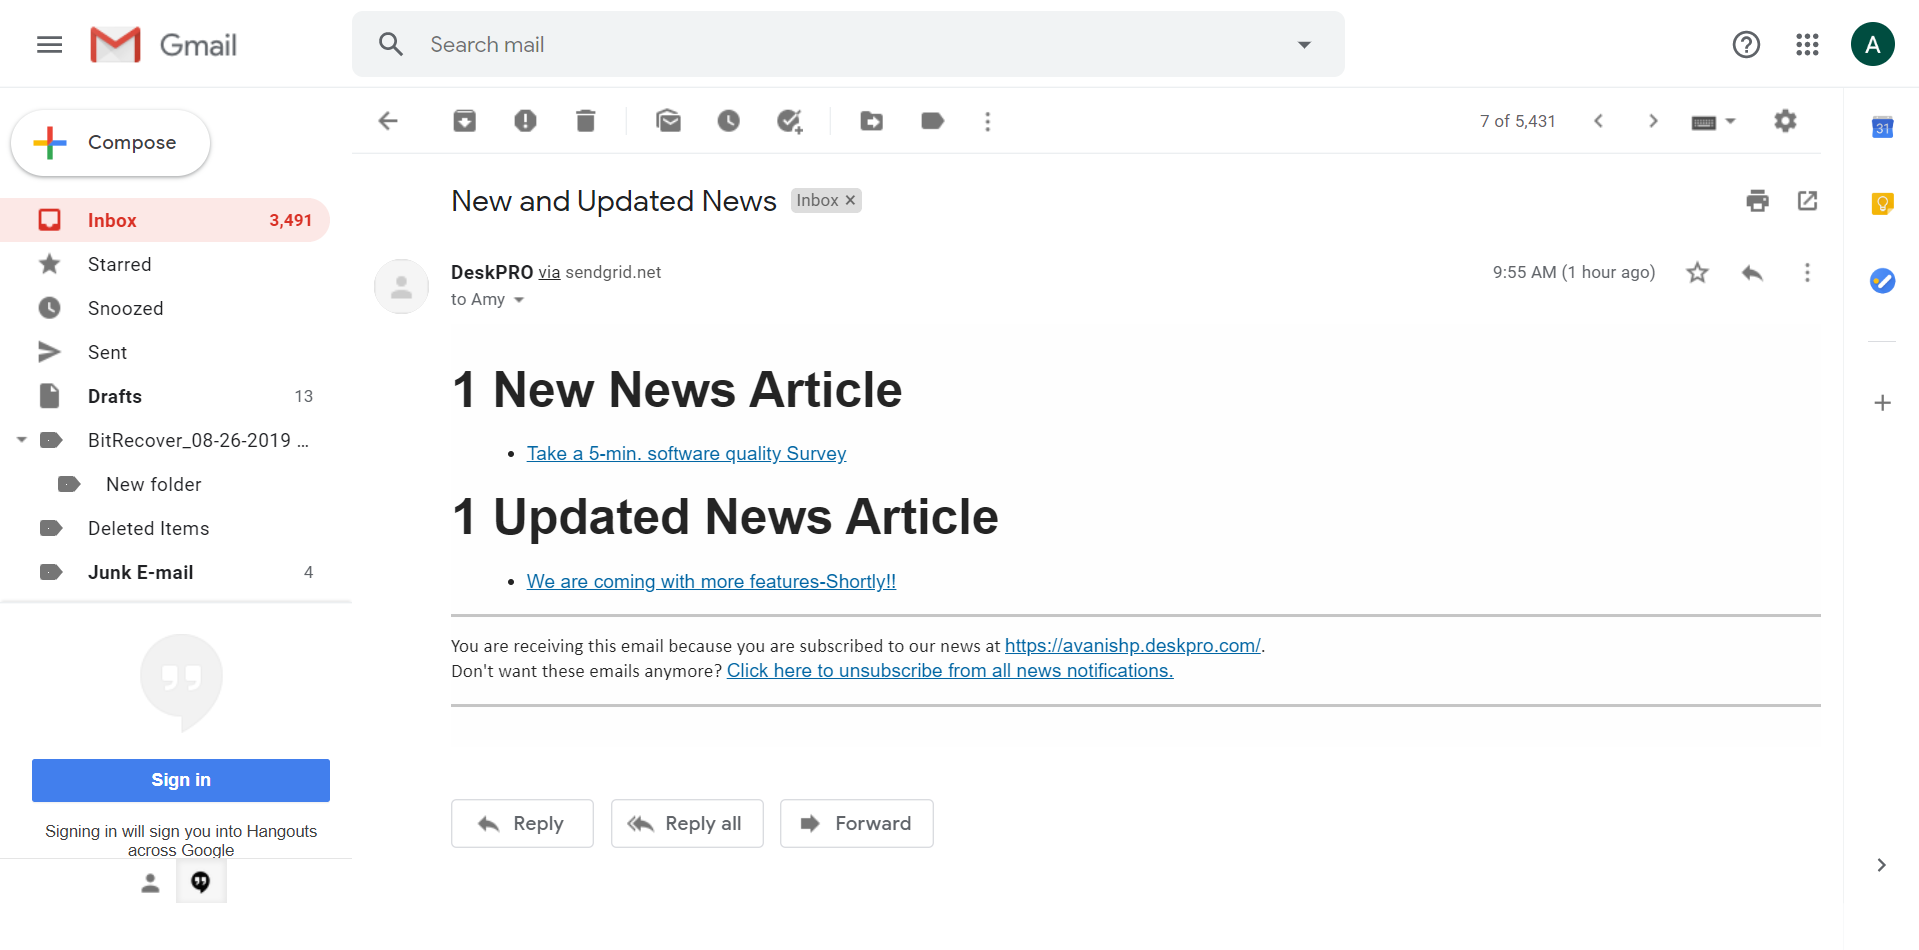 Gmail
Search mail
A
Compose
7 of 5,431
31
Inbox 3,491
Starred
Snoozed
Sent
Drafts 13
BitRecover_08-26-2019 ...
New folder
Deleted Items
Junk E-mail 4
New and Updated News Inbox ×
DeskPRO via sendgrid.net 9:55 AM (1 hour ago)
to Amy
1 New News Article
• Take a 5-min. software quality Survey
1 Updated News Article
• We are coming with more features-Shortly!!
You are receiving this email because you are subscribed to our news at https://avanishp.deskpro.com/.
Don't want these emails anymore? Click here to unsubscribe from all news notifications.
Reply Reply all Forward
Sign in
Signing in will sign you into Hangouts
across Google